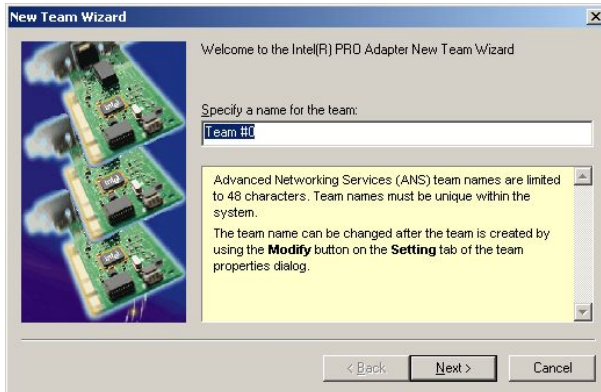 New Team Wizard
Welcome to the Intel(R) PRO Adapter New Team Wizard
Specify a name for the team:
Team #0
Advanced Networking Services (ANS) team names are limited
to 48 characters. Team names must be unique within the
system.
The team name can be changed after the team is created by
using the Modify button on the Setting tab of the team
properties dialog.
< Back
Next >
Cancel